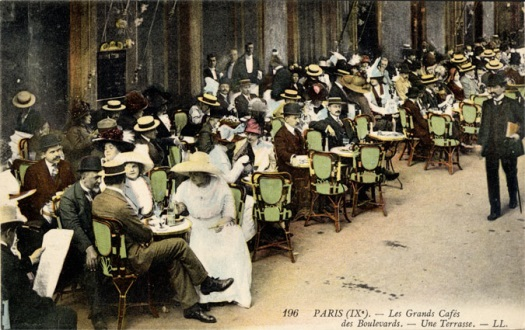 196 PARIS (IXe). - Les Grands Cafés
des Boulevards. - Une Terrasse. - LL.